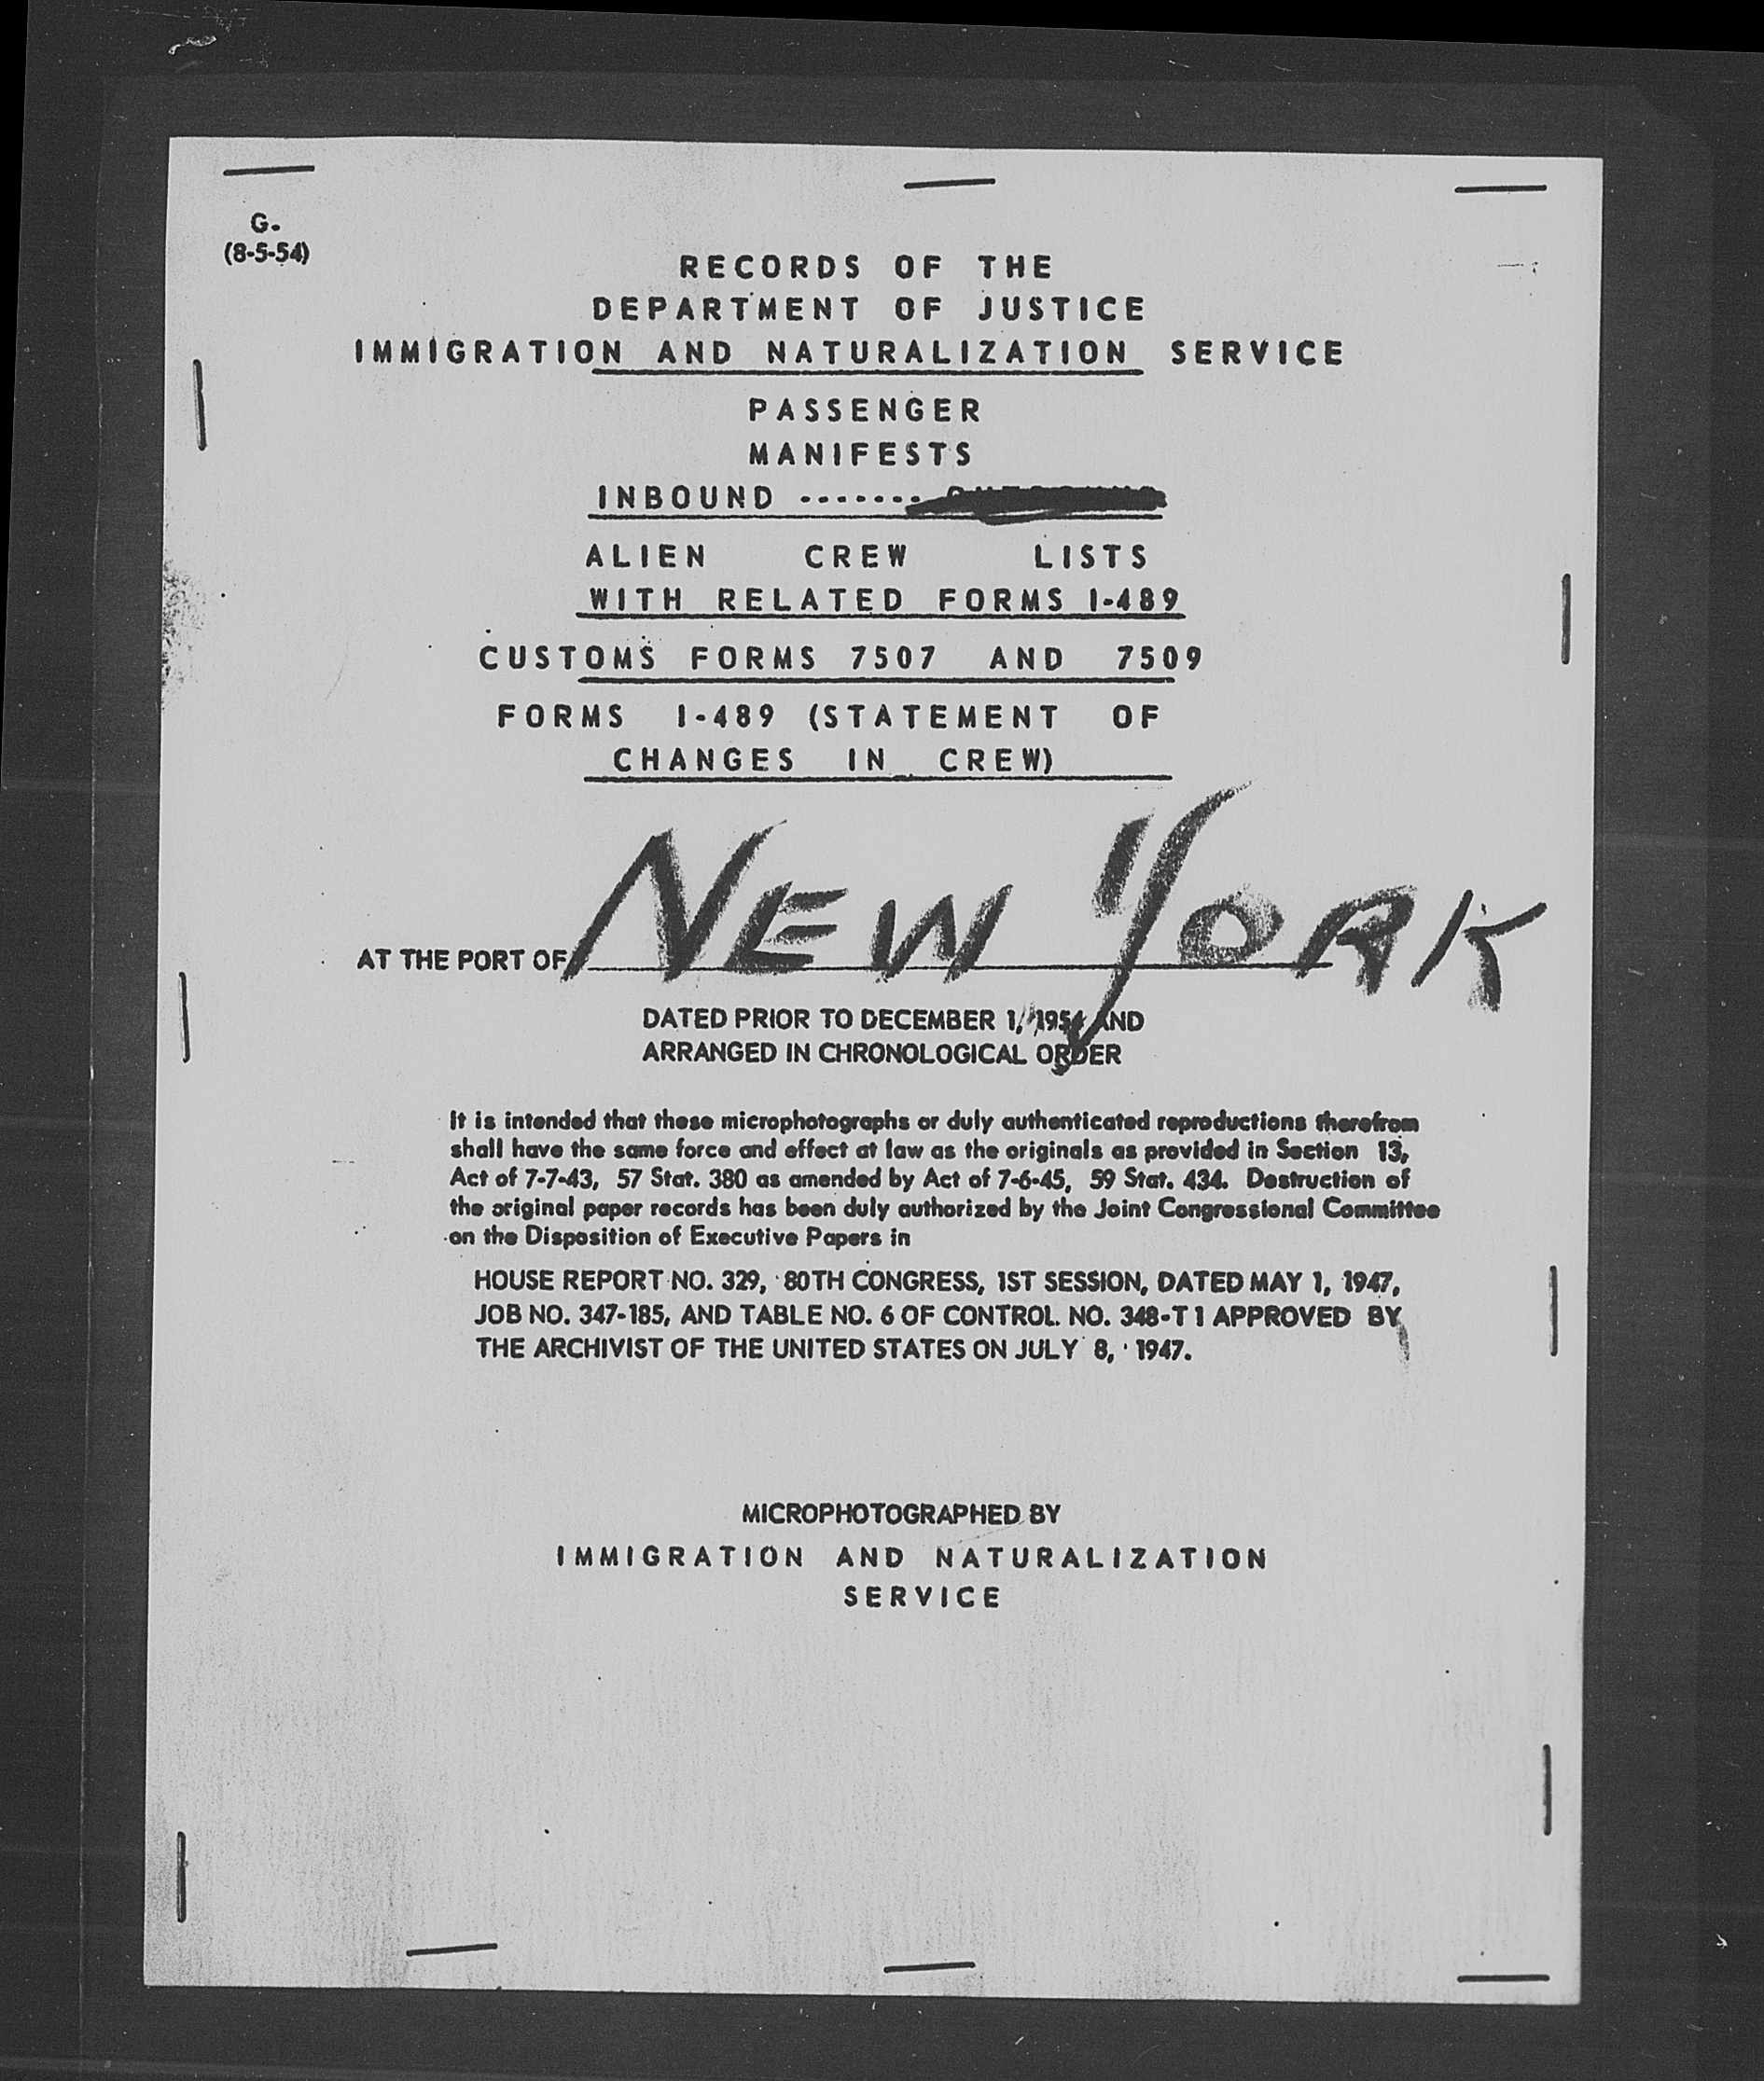 G.
(8-5-54)
RECORDS OF THE
DEPARTMENT OF JUSTICE
IMMIGRATION AND NATURALIZATION SERVICE
PASSENGER
MANIFESTS
INBOUND -------
ALIEN CREW LISTS
WITH RELATED FORMS I-489
CUSTOMS FORMS 7507 AND 7509
FORMS I-489 (STATEMENT OF
CHANGES IN CREW)
AT THE PORT OF NEW YORK
DATED PRIOR TO DECEMBER 1, 1954 AND
ARRANGED IN CHRONOLOGICAL ORDER
It is intended that these microphotographs or duly authenticated reproductions therefrom
shall have the same force and effect at law as the originals as provided in Section 13,
Act of 7-7-43, 57 Stat. 380 as amended by Act of 7-6-45, 59 Stat. 434. Destruction of
the original paper records has been duly authorized by the Joint Congressional Committee
on the Disposition of Executive Papers in
HOUSE REPORT NO. 329, 80TH CONGRESS, 1ST SESSION, DATED MAY 1, 1947,
JOB NO. 347-185, AND TABLE NO. 6 OF CONTROL NO. 348-T1 APPROVED BY
THE ARCHIVIST OF THE UNITED STATES ON JULY 8, 1947.
MICROPHOTOGRAPHED BY
IMMIGRATION AND NATURALIZATION
SERVICE